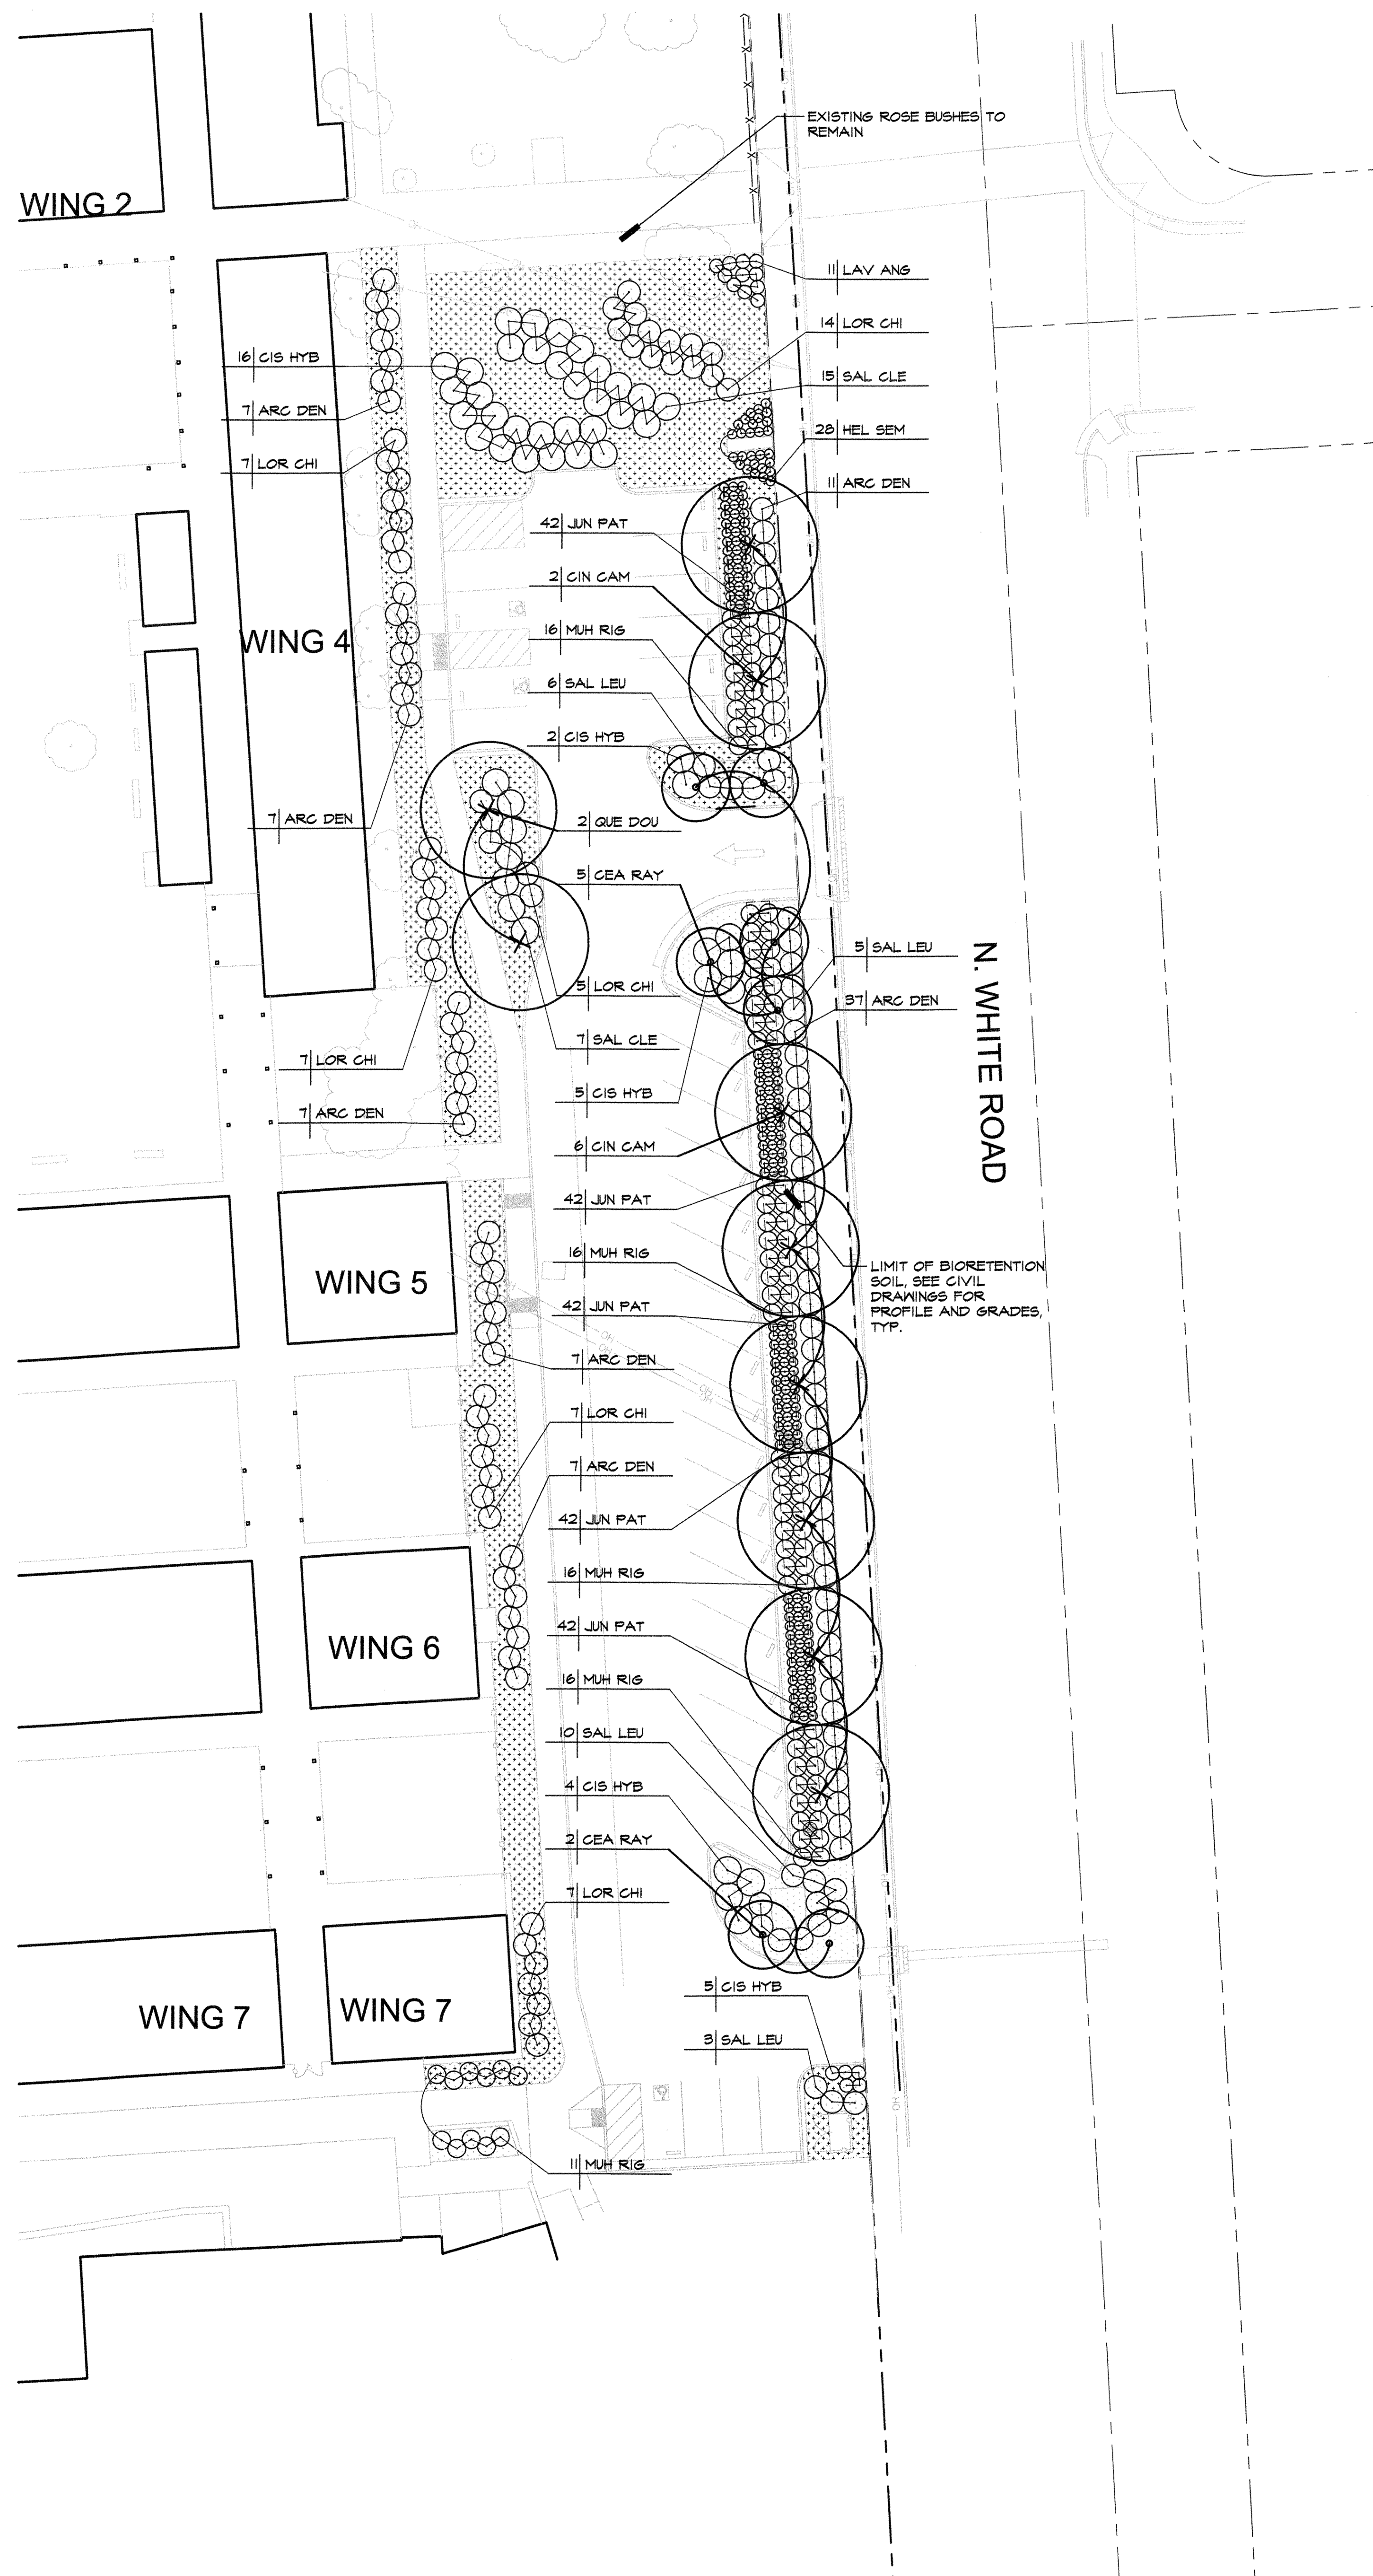 EXISTING ROSE BUSHES TO
REMAIN
WING 2
11 LAV ANG
14 LOR CHI
16 CIS HYB
15 SAL CLE
7 ARC DEN
28 HEL SEM
7 LOR CHI
11 ARC DEN
42 JUN PAT
2 CIN CAM
16 MUH RIG
WING 4
6 SAL LEU
2 CIS HYB
7 ARC DEN
2 QUE DOU
5 CEA RAY
5 SAL LEU
N. WHITE ROAD
5 LOR CHI
37 ARC DEN
7 SAL CLE
7 LOR CHI
5 CIS HYB
7 ARC DEN
6 CIN CAM
42 JUN PAT
16 MUH RIG
LIMIT OF BIORETENTION
SOIL, SEE CIVIL
DRAWINGS FOR
PROFILE AND GRADES,
TYP.
WING 5
42 JUN PAT
7 ARC DEN
7 LOR CHI
7 ARC DEN
42 JUN PAT
16 MUH RIG
42 JUN PAT
WING 6
16 MUH RIG
10 SAL LEU
4 CIS HYB
2 CEA RAY
7 LOR CHI
5 CIS HYB
WING 7
WING 7
3 SAL LEU
11 MUH RIG
OH
OH
OH
OH